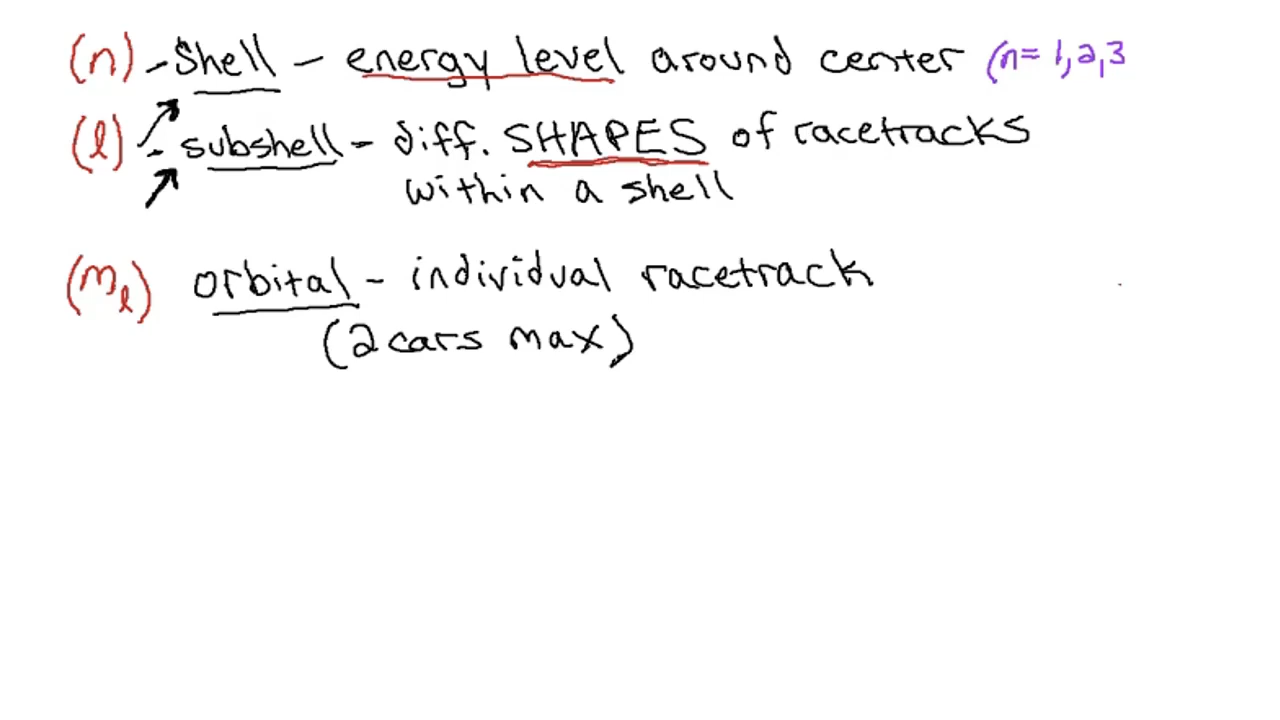 (n) - Shell - energy level around center (n= 1,2,3
(l) - subshell - diff. SHAPES of racetracks
within a shell
(ml) orbital - individual racetrack
(2 cars max)